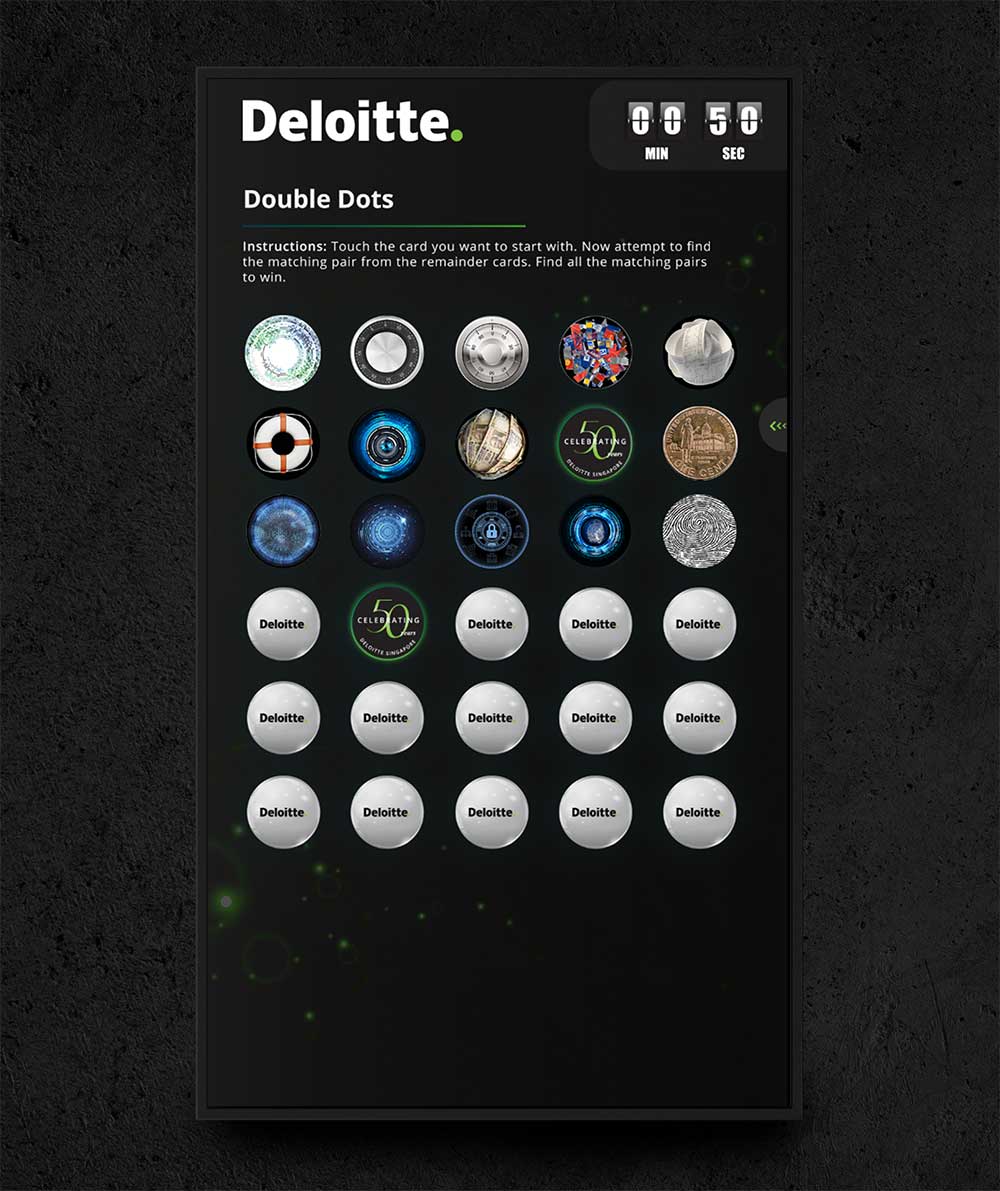 Deloitte.
00 50
MIN SEC
Double Dots
Instructions: Touch the card you want to start with. Now attempt to find
the matching pair from the remainder cards. Find all the matching pairs
to win.
50
CELEBRATING
years
DELOITTE SINGAPORE
UNITED STATES OF
ONE CENT
Deloitte
50
CELEBRATING
years
DELOITTE SINGAPORE
Deloitte
Deloitte
Deloitte
Deloitte
Deloitte
Deloitte
Deloitte
Deloitte
Deloitte
Deloitte
Deloitte
Deloitte
Deloitte